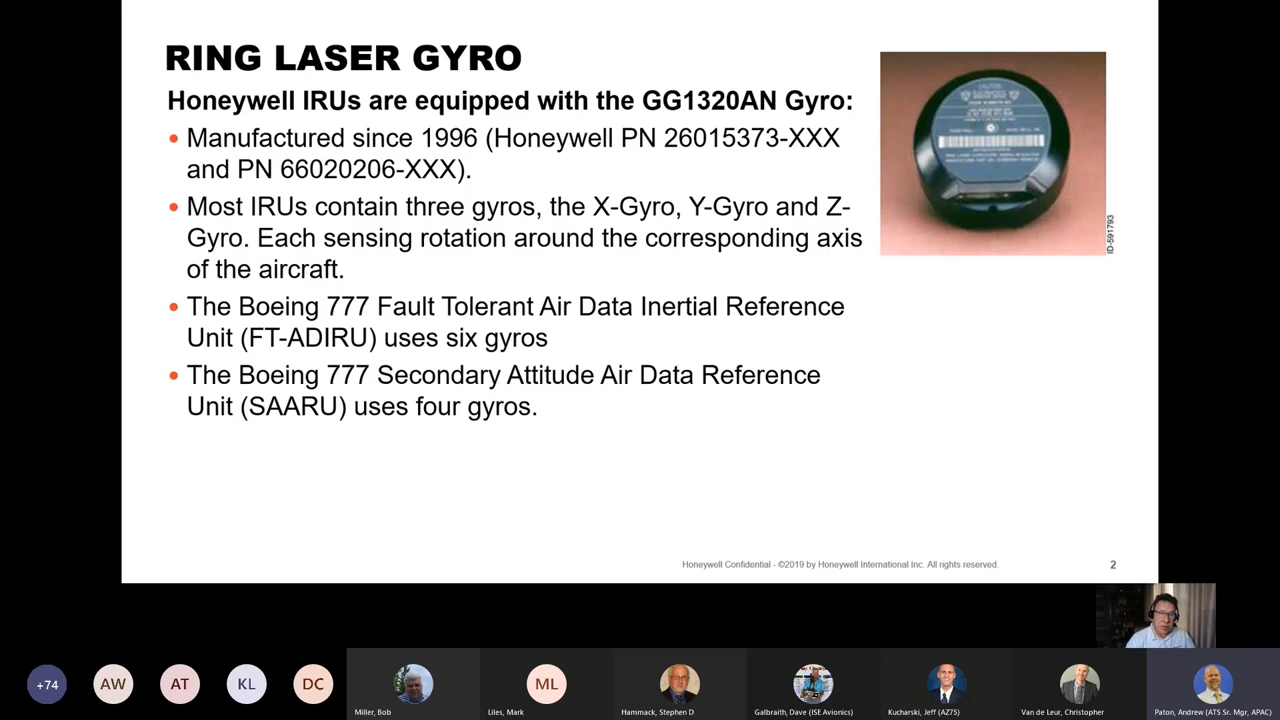 RING LASER GYRO
Honeywell IRUs are equipped with the GG1320AN Gyro:
• Manufactured since 1996 (Honeywell PN 26015373-XXX
and PN 66020206-XXX).
• Most IRUs contain three gyros, the X-Gyro, Y-Gyro and Z-
Gyro. Each sensing rotation around the corresponding axis
of the aircraft.
• The Boeing 777 Fault Tolerant Air Data Inertial Reference
Unit (FT-ADIRU) uses six gyros
• The Boeing 777 Secondary Attitude Air Data Reference
Unit (SAARU) uses four gyros.
ID-591793
Honeywell Confidential - ©2019 by Honeywell International Inc. All rights reserved.
2
+74
AW
AT
KL
DC
ML
Miller, Bob
Liles, Mark
Hammack, Stephen D
Galbraith, Dave (ISE Avionics)
Kucharski, Jeff (AZ75)
Van de Leur, Christopher
Paton, Andrew (ATS Sr. Mgr, APAC)